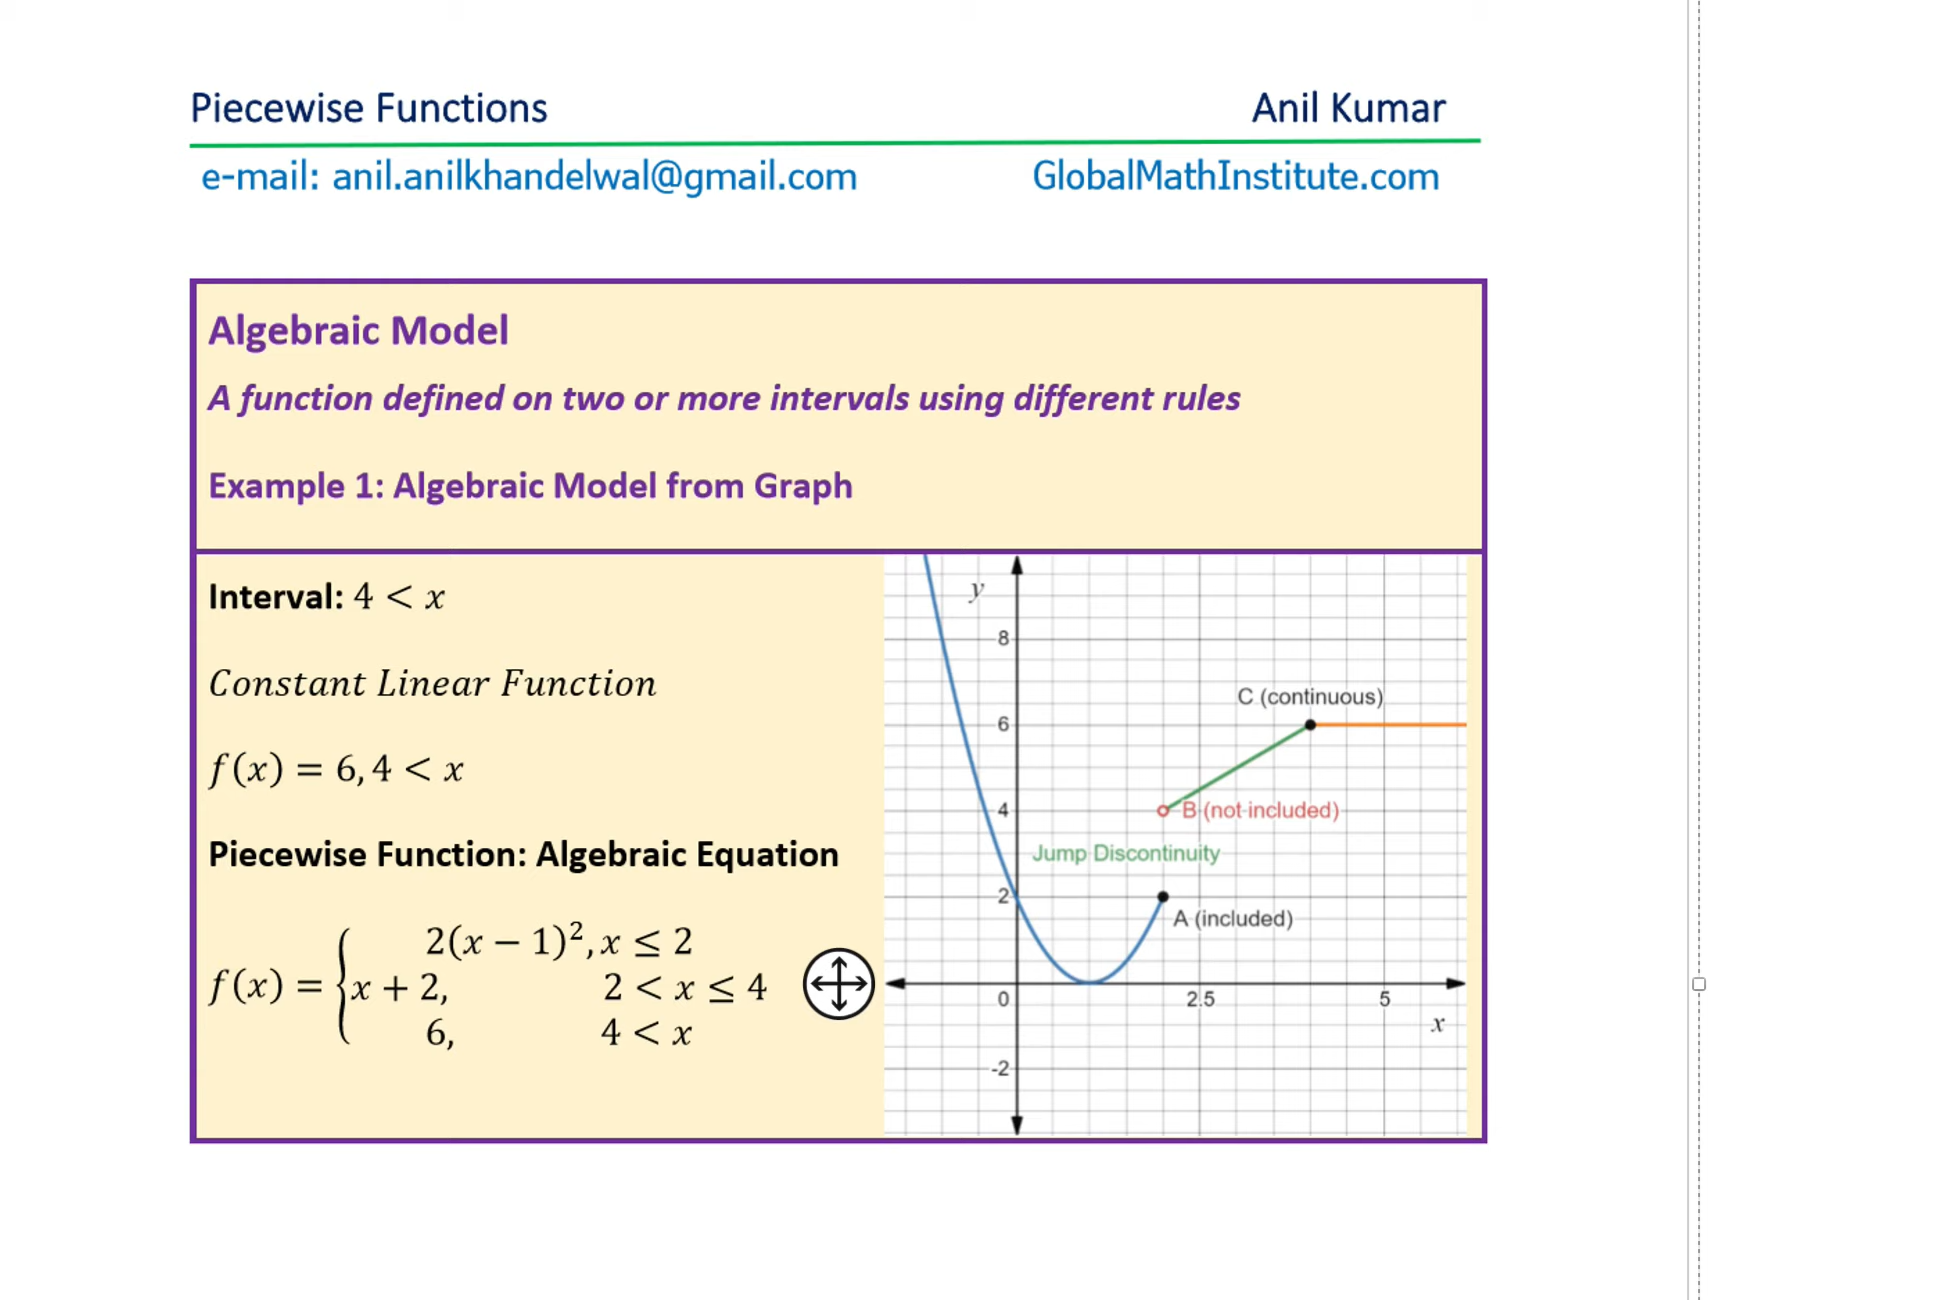 Piecewise Functions Anil Kumar
e-mail: anil.anilkhandelwal@gmail.com GlobalMathInstitute.com
Algebraic Model
A function defined on two or more intervals using different rules
Example 1: Algebraic Model from Graph
Interval: 4 < x
Constant Linear Function
f(x) = 6, 4 < x
Piecewise Function: Algebraic Equation
f(x) = { 2(x − 1)², x ≤ 2
x + 2, 2 < x ≤ 4
6, 4 < x
y
8
C (continuous)
6
4
B (not included)
Jump Discontinuity
2
A (included)
0 2.5 5
x
-2